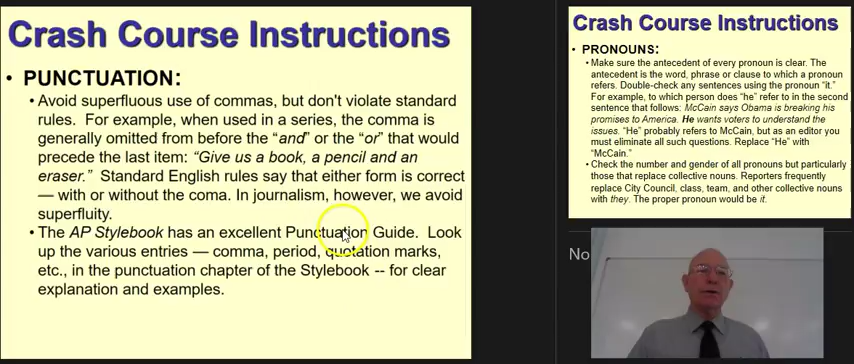 Crash Course Instructions
• PUNCTUATION:
• Avoid superfluous use of commas, but don't violate standard
rules. For example, when used in a series, the comma is
generally omitted from before the “and” or the “or” that would
precede the last item: “Give us a book, a pencil and an
eraser.” Standard English rules say that either form is correct
— with or without the coma. In journalism, however, we avoid
superfluity.
• The AP Stylebook has an excellent Punctuation Guide. Look
up the various entries — comma, period, quotation marks,
etc., in the punctuation chapter of the Stylebook -- for clear
explanation and examples.
Crash Course Instructions
• PRONOUNS:
• Make sure the antecedent of every pronoun is clear. The
antecedent is the word, phrase or clause to which a pronoun
refers. Double-check any sentences using the pronoun “it.”
For example, to which person does “he” refer to in the second
sentence that follows: McCain says Obama is breaking his
promises to America. He wants voters to understand the
issues. “He” probably refers to McCain, but as an editor you
must eliminate all such questions. Replace “He” with
“McCain.”
• Check the number and gender of all pronouns but particularly
those that replace collective nouns. Reporters frequently
replace City Council, class, team, and other collective nouns
with they. The proper pronoun would be it.
No